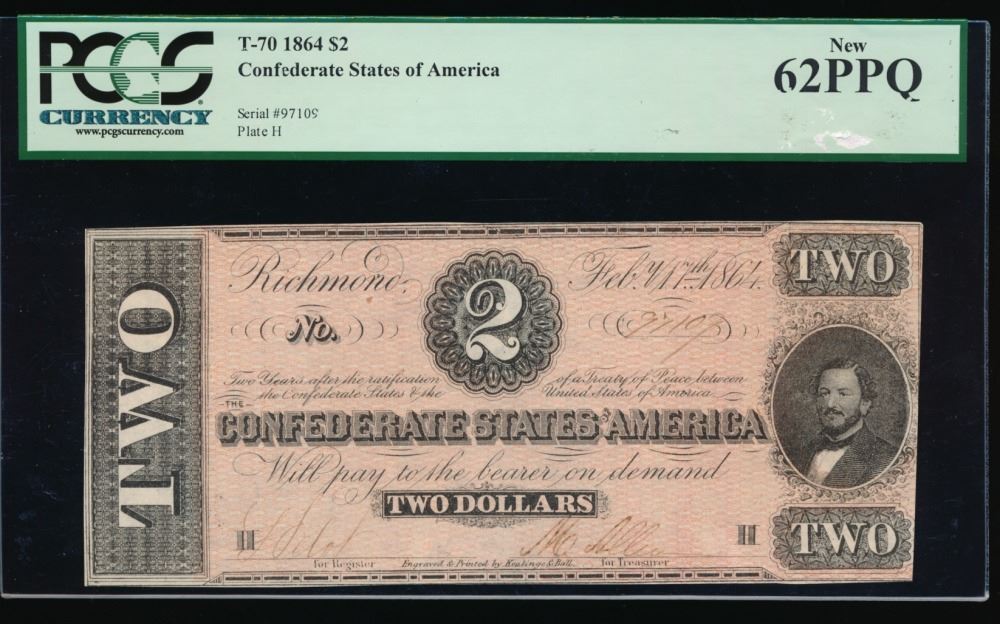 PCGS
CURRENCY
www.pcgscurrency.com
T-70 1864 $2
Confederate States of America
Serial #97109
Plate H
New
62PPQ
TWO
Richmond,
Feb.y 17th 1864.
TWO
2
No.
97109
Two Years after the ratification
of a Treaty of Peace between
the Confederate States & the
United States of America
THE
CONFEDERATE STATES OF AMERICA
Will pay to the bearer on demand
TWO DOLLARS
H
H
TWO
for Register
Engraved & Printed by Keatinge & Ball.
for Treasurer